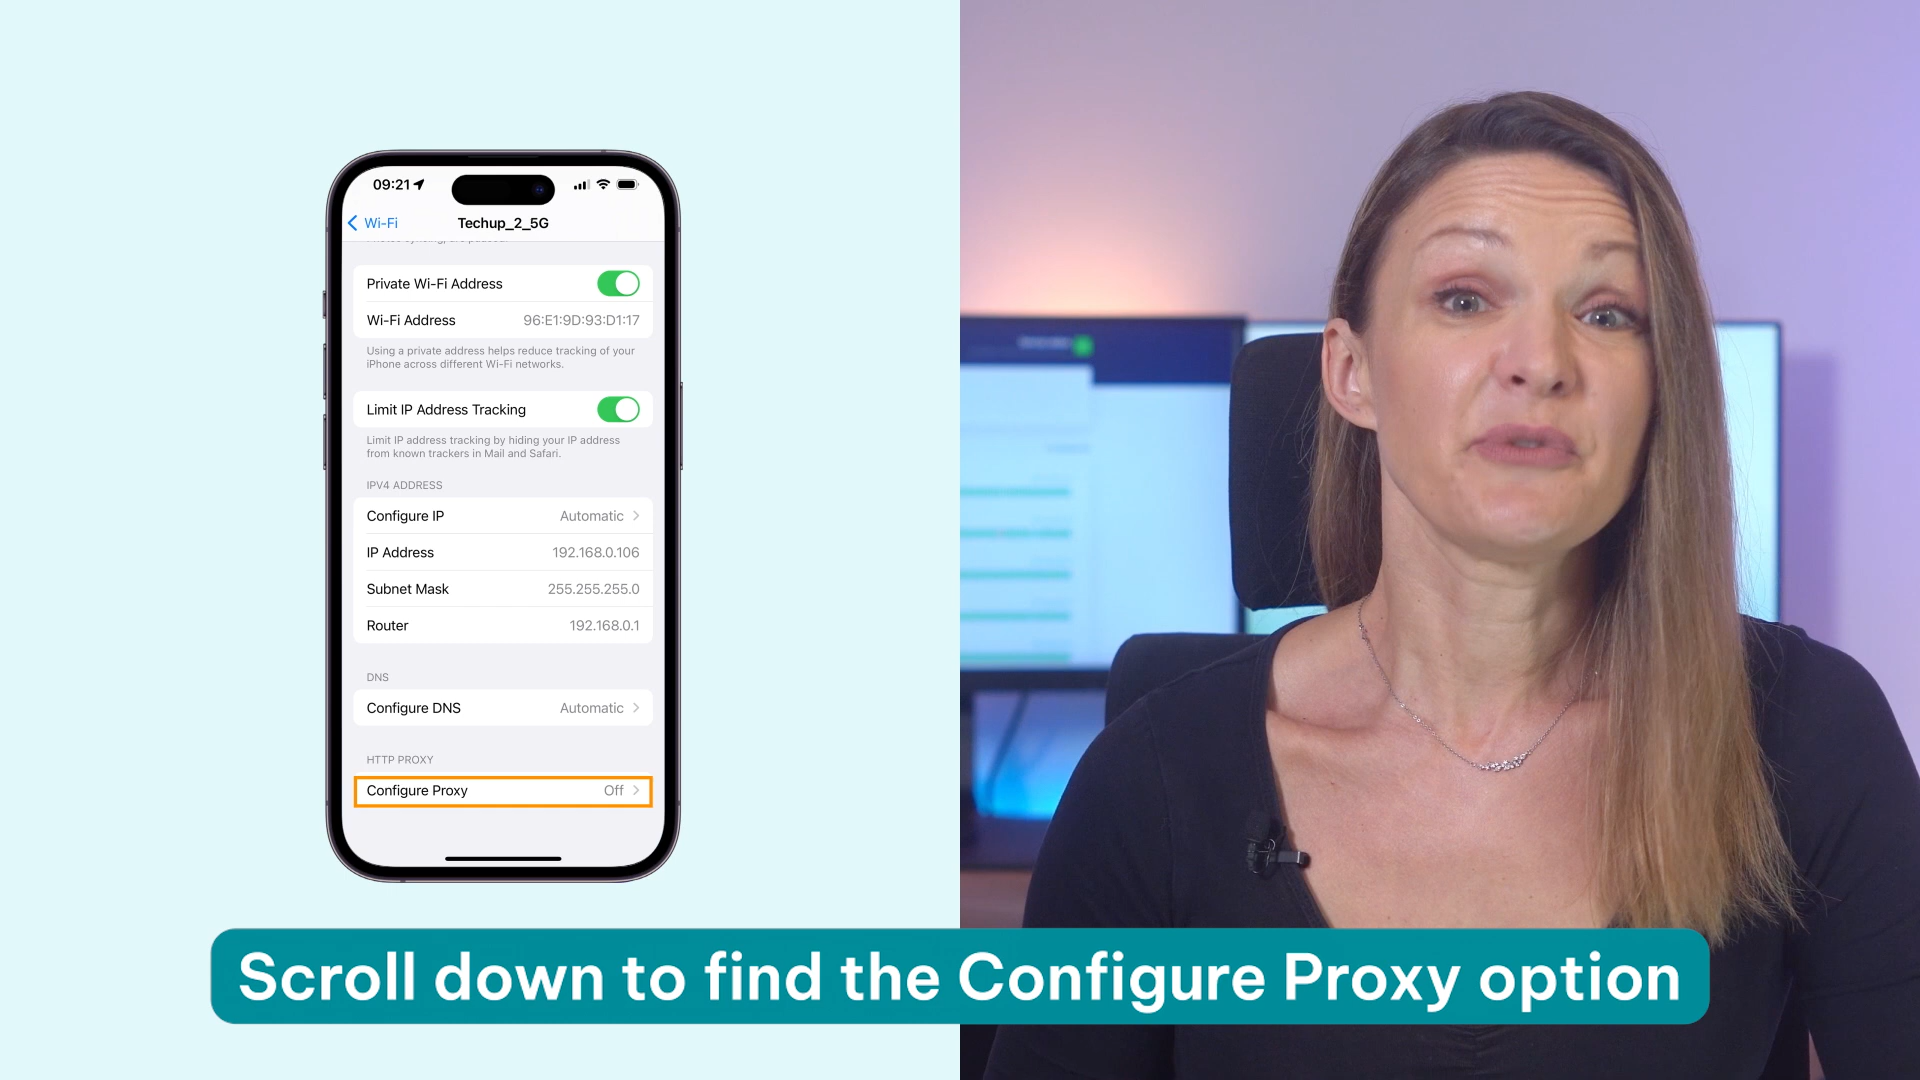 09:21
Wi-Fi
Techup_2_5G
Private Wi-Fi Address
Wi-Fi Address 96:E1:9D:93:D1:17
Using a private address helps reduce tracking of your
iPhone across different Wi-Fi networks.
Limit IP Address Tracking
Limit IP address tracking by hiding your IP address
from known trackers in Mail and Safari.
IPV4 ADDRESS
Configure IP Automatic
IP Address 192.168.0.106
Subnet Mask 255.255.255.0
Router 192.168.0.1
DNS
Configure DNS Automatic
HTTP PROXY
Configure Proxy Off
Scroll down to find the Configure Proxy option